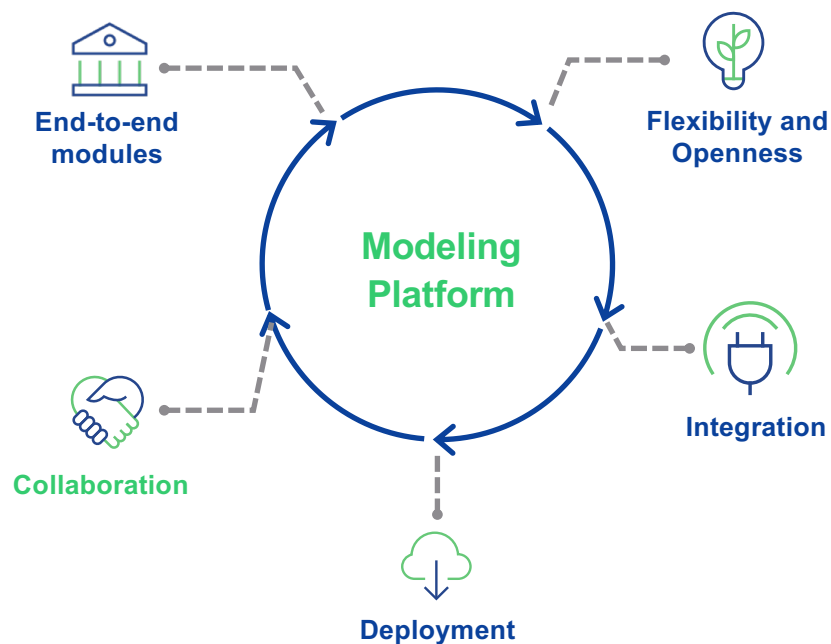 End-to-end
modules
Flexibility and
Openness
Modeling
Platform
Integration
Collaboration
Deployment